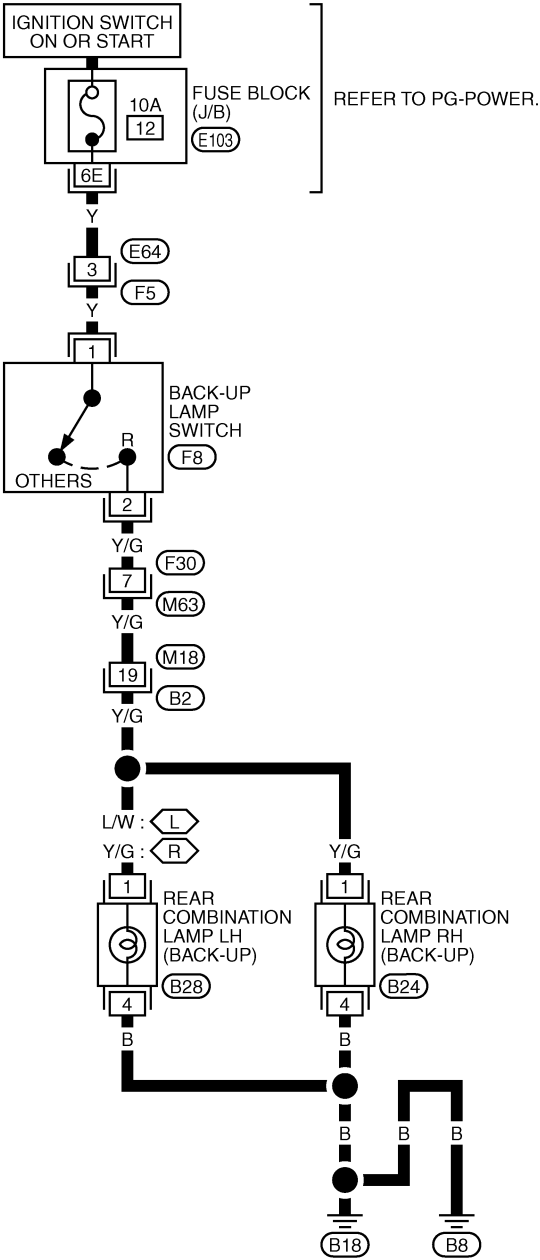 IGNITION SWITCH
ON OR START
10A
12
FUSE BLOCK
(J/B)
E103
REFER TO PG-POWER.
6E
Y
E64
3
F5
Y
1
BACK-UP
LAMP
SWITCH
F8
R
OTHERS
2
Y/G
F30
7
M63
Y/G
M18
19
B2
Y/G
L/W : L
Y/G : R
Y/G
1
REAR
COMBINATION
LAMP LH
(BACK-UP)
B28
4
B
1
REAR
COMBINATION
LAMP RH
(BACK-UP)
B24
4
B
B
B
B
B18
B8